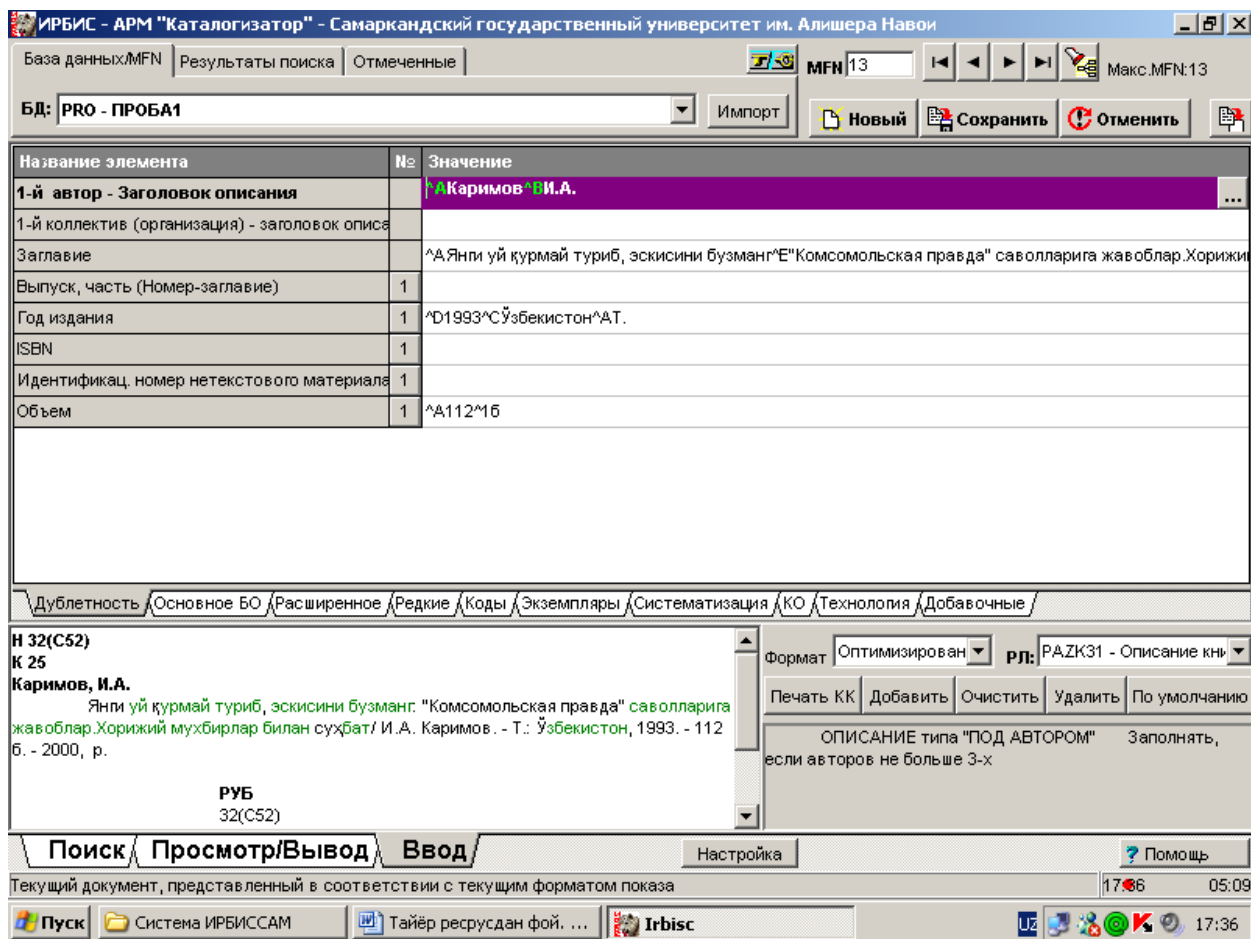 ИРБИС - АРМ "Каталогизатор" - Самаркандский государственный университет им. Алишера Навои
База данных/MFN Результаты поиска Отмеченные MFN 13 Макс.MFN:13
БД: PRO - ПРОБА1 Импорт Новый Сохранить Отменить
Название элемента № Значение
1-й автор - Заголовок описания ^AКаримов^BИ.А. ...
1-й коллектив (организация) - заголовок описа
Заглавие ^AЯнги уй қурмай туриб, эскисини бузманг^E"Комсомольская правда" саволларига жавоблар.Хорижи
Выпуск, часть (Номер-заглавие) 1
Год издания 1 ^D1993^CЎзбекистон^AТ.
ISBN 1
Идентификац. номер нетекстового материала 1
Объем 1 ^A112^1б
Дублетность Основное БО Расширенное Редкие Коды Экземпляры Систематизация КО Технология Добавочные
Н 32(С52)
К 25
Каримов, И.А.
Янги уй қурмай туриб, эскисини бузманг: "Комсомольская правда" саволларига
жавоблар.Хорижий мухбирлар билан суҳбат/ И.А. Каримов. - Т.: Ўзбекистон, 1993. - 112
б. - 2000, р.
РУБ
32(С52)
Формат Оптимизирован РЛ: PAZK31 - Описание кни
Печать КК Добавить Очистить Удалить По умолчанию
ОПИСАНИЕ типа "ПОД АВТОРОМ" Заполнять,
если авторов не больше 3-х
Поиск Просмотр/Вывод Ввод Настройка Помощь
Текущий документ, представленный в соответствии с текущим форматом показа 17:36 05:09
Пуск Система ИРБИССАМ Тайёр ресрусдан фой. ... Irbisc UZ 17:36